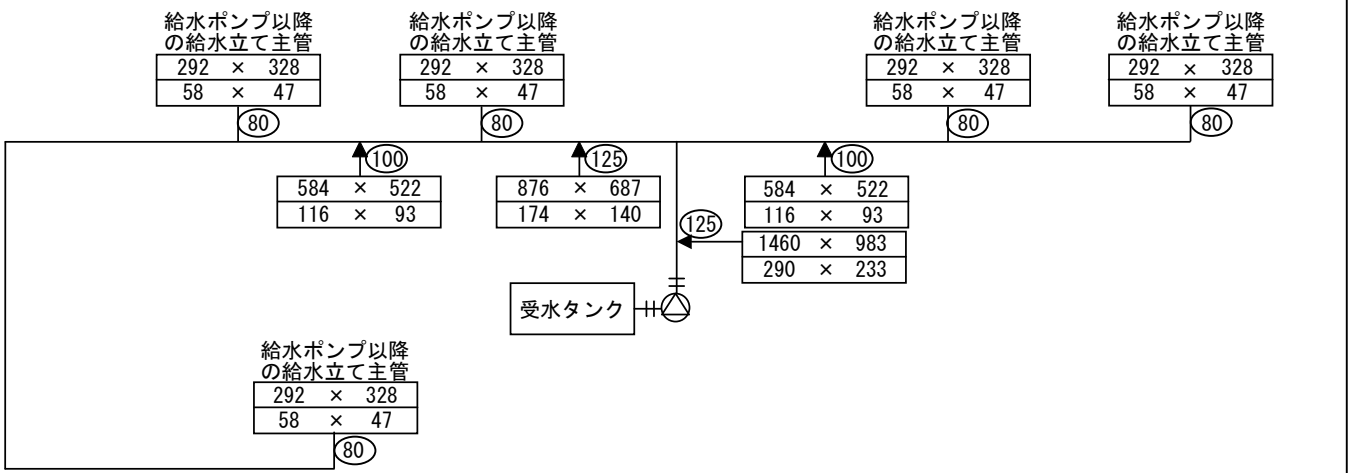 給水ポンプ以降
の給水立て主管
292 × 328
58 × 47
80
給水ポンプ以降
の給水立て主管
292 × 328
58 × 47
80
給水ポンプ以降
の給水立て主管
292 × 328
58 × 47
80
給水ポンプ以降
の給水立て主管
292 × 328
58 × 47
80
100
584 × 522
116 × 93
125
876 × 687
174 × 140
100
584 × 522
116 × 93
125
1460 × 983
290 × 233
受水タンク
給水ポンプ以降
の給水立て主管
292 × 328
58 × 47
80